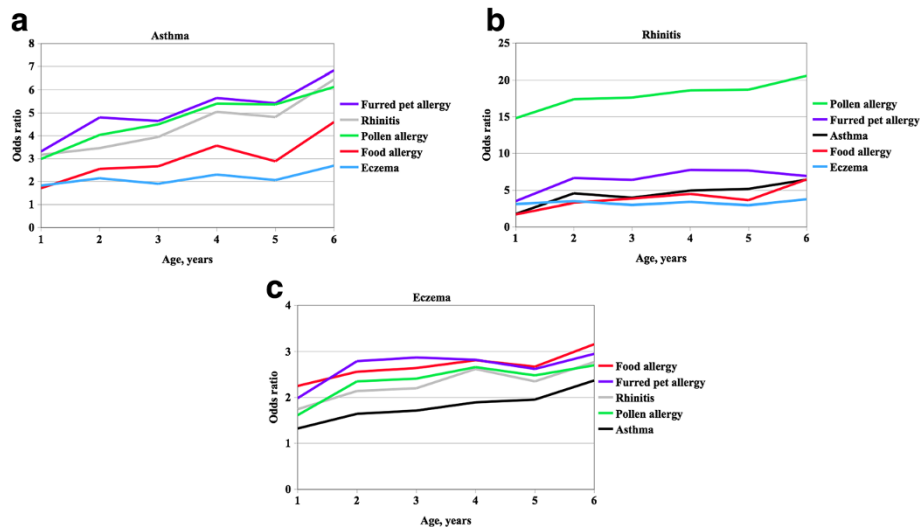 a
Asthma
8
7
6
5
4
3
2
1
0
Odds ratio
1 2 3 4 5 6
Age, years
Furred pet allergy
Rhinitis
Pollen allergy
Food allergy
Eczema
b
Rhinitis
25
20
15
10
5
0
Odds ratio
1 2 3 4 5 6
Age, years
Pollen allergy
Furred pet allergy
Asthma
Food allergy
Eczema
c
Eczema
4
3
2
1
0
Odds ratio
1 2 3 4 5 6
Age, years
Food allergy
Furred pet allergy
Rhinitis
Pollen allergy
Asthma